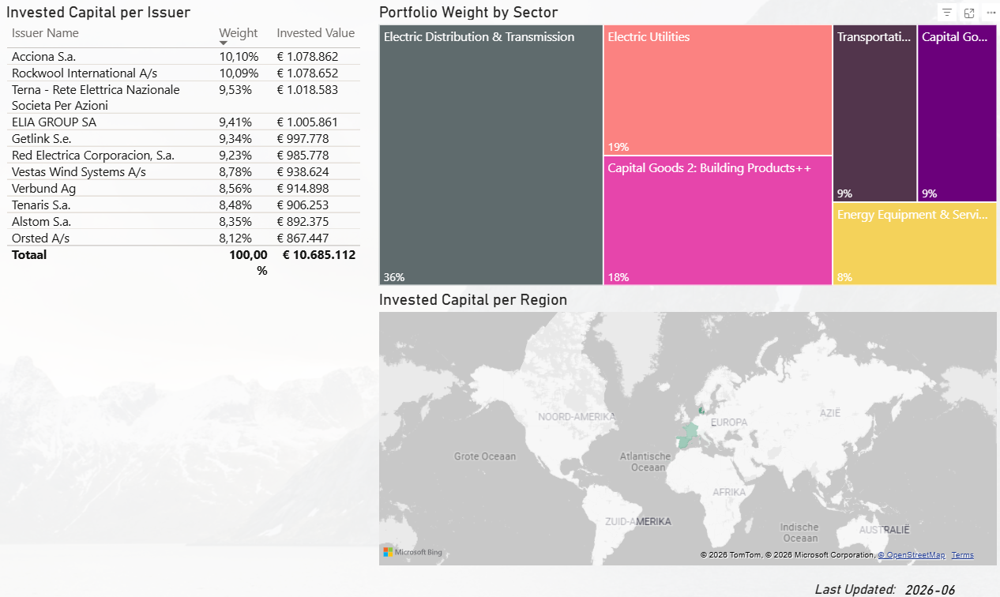 Invested Capital per Issuer
Issuer Name Weight Invested Value
Acciona S.a. 10,10% € 1.078.862
Rockwool International A/s 10,09% € 1.078.652
Terna - Rete Elettrica Nazionale 9,53% € 1.018.583
Societa Per Azioni
ELIA GROUP SA 9,41% € 1.005.861
Getlink S.e. 9,34% € 997.778
Red Electrica Corporacion, S.a. 9,23% € 985.778
Vestas Wind Systems A/s 8,78% € 938.624
Verbund Ag 8,56% € 914.898
Tenaris S.a. 8,48% € 906.253
Alstom S.a. 8,35% € 892.375
Orsted A/s 8,12% € 867.447
Totaal 100,00 € 10.685.112
%
Portfolio Weight by Sector
Electric Distribution & Transmission
36%
Electric Utilities
19%
Capital Goods 2: Building Products++
18%
Transportati...
9%
Capital Go...
9%
Energy Equipment & Servi...
8%
Invested Capital per Region
NOORD-AMERIKA
EUROPA
AZIË
Grote Oceaan
Atlantische
Oceaan
AFRIKA
ZUID-AMERIKA
Indische
Oceaan
AUSTRALIË
Microsoft Bing
© 2026 TomTom, © 2026 Microsoft Corporation, © OpenStreetMap Terms
Last Updated: 2026-06